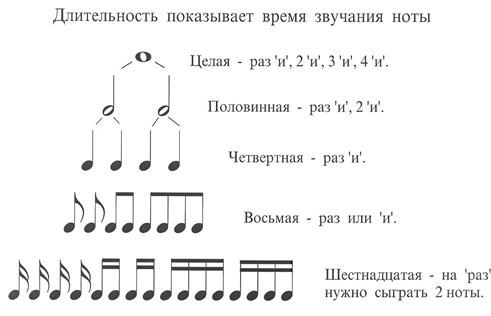 Длительность показывает время звучания ноты
Целая - раз 'и', 2 'и', 3 'и', 4 'и'.
Половинная - раз 'и', 2 'и'.
Четвертная - раз 'и'.
Восьмая - раз или 'и'.
Шестнадцатая - на 'раз'
нужно сыграть 2 ноты.